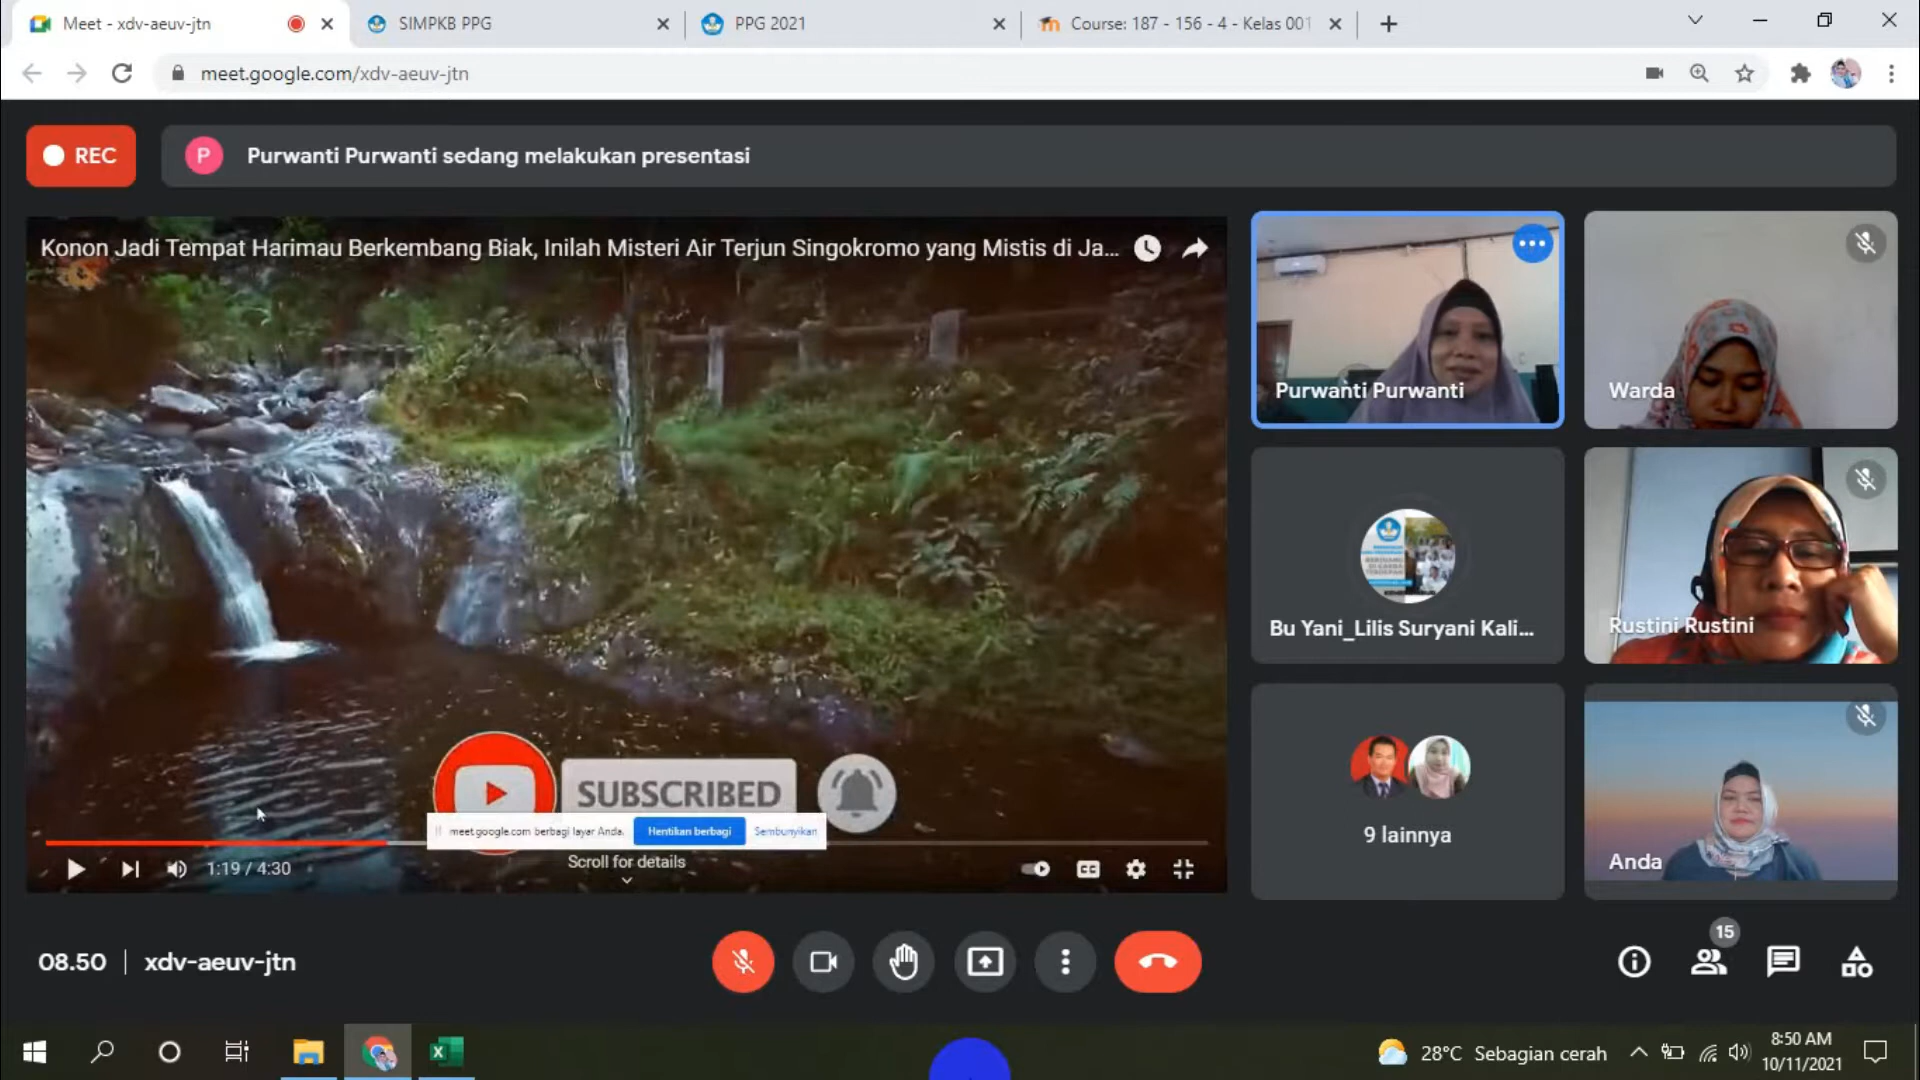 Meet - xdv-aeuv-jtn
SIMPKB PPG
PPG 2021
Course: 187 - 156 - 4 - Kelas 001
meet.google.com/xdv-aeuv-jtn
REC
P
Purwanti Purwanti sedang melakukan presentasi
Konon Jadi Tempat Harimau Berkembang Biak, Inilah Misteri Air Terjun Singokromo yang Mistis di Ja...
Purwanti Purwanti
Warda
Bu Yani_Lilis Suryani Kali...
Rustini Rustini
9 lainnya
Anda
SUBSCRIBED
meet.google.com berbagi layar Anda.
Hentikan berbagi
Sembunyikan
Scroll for details
1:19 / 4:30
CC
08.50
xdv-aeuv-jtn
15
28°C Sebagian cerah
8:50 AM
10/11/2021